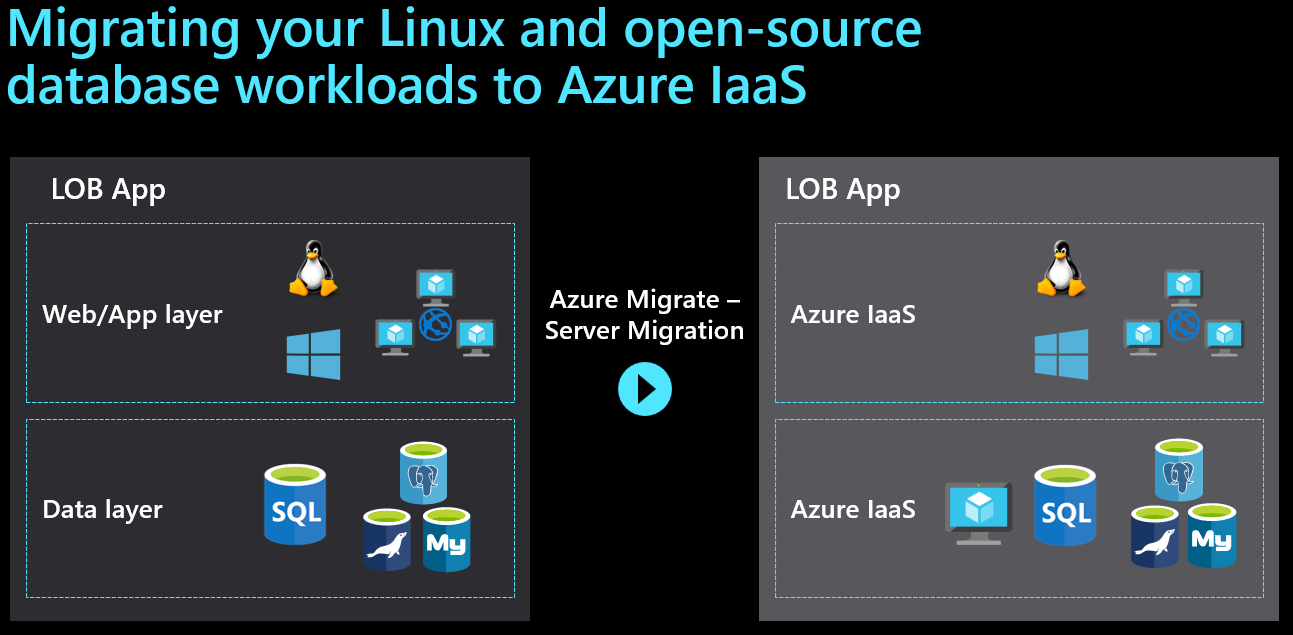 Migrating your Linux and open-source
database workloads to Azure IaaS
LOB App
Web/App layer
Data layer
SQL
My
Azure Migrate –
Server Migration
LOB App
Azure IaaS
Azure IaaS
SQL
My